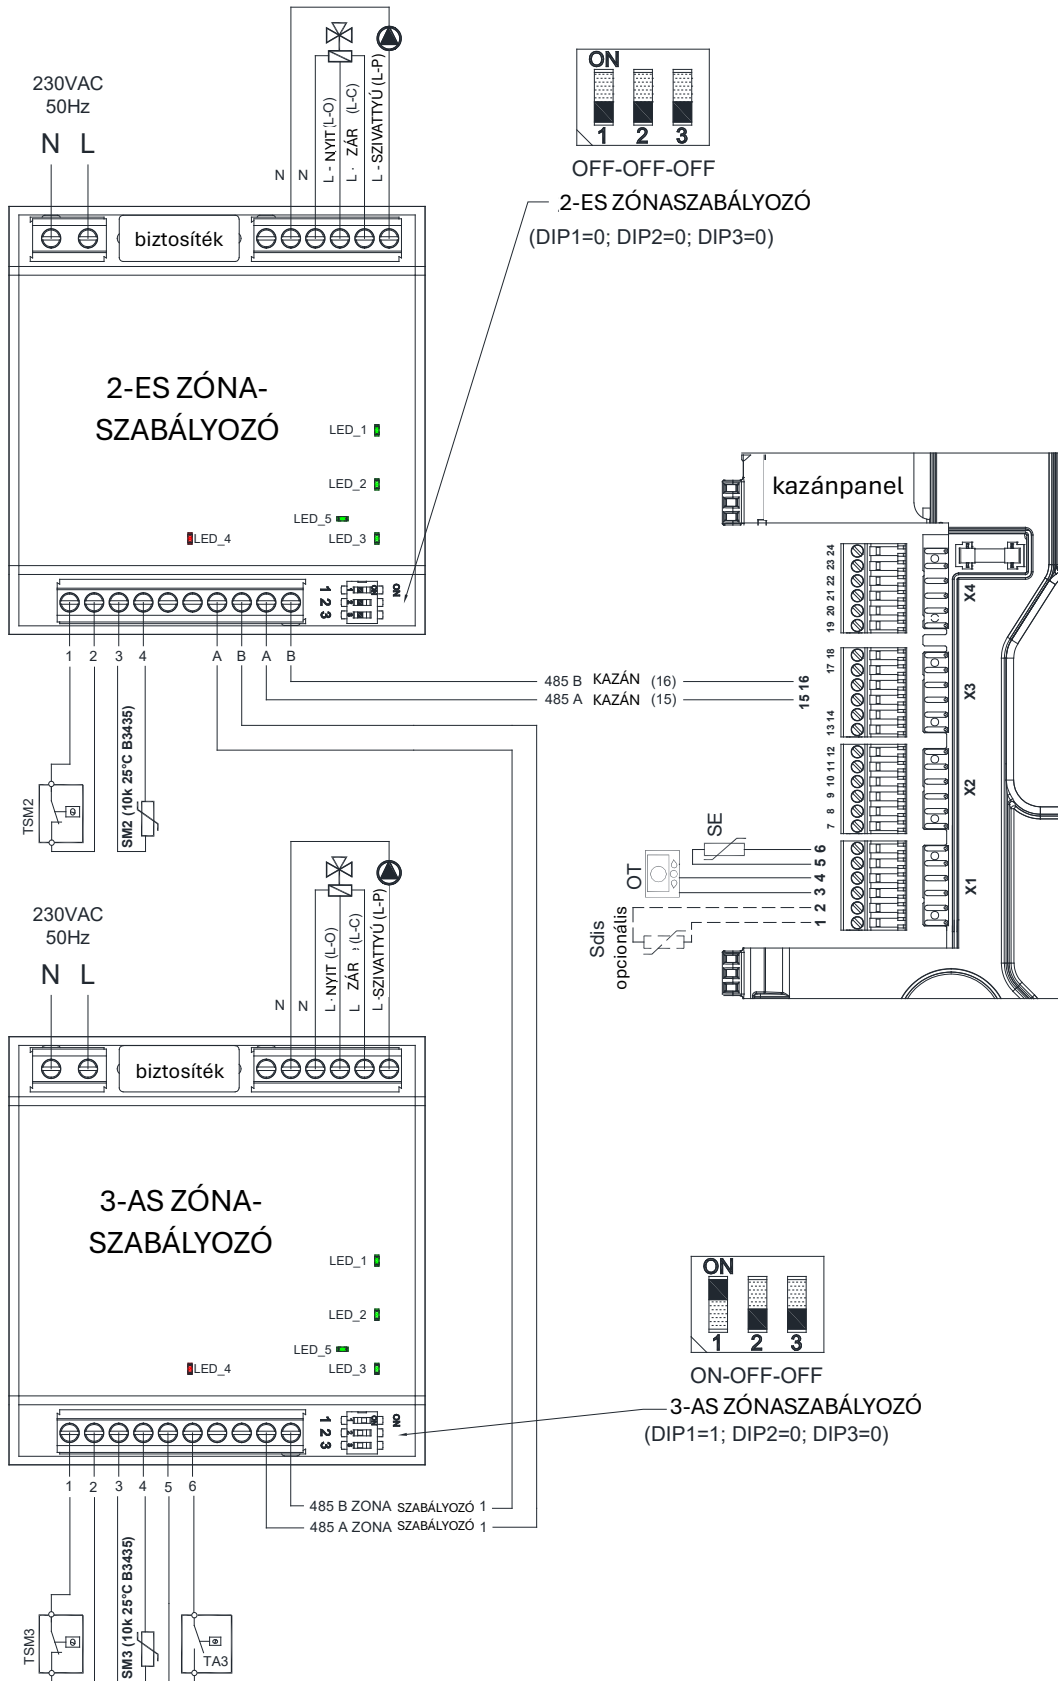 230VAC
50Hz
N L
N N L - NYIT (L-O) L - ZÁR (L-C) L - SZIVATTYÚ (L-P)
biztosíték
2-ES ZÓNA-
SZABÁLYOZÓ
LED_1
LED_2
LED_5
LED_4 LED_3
1 2 3 ON
1 2 3 4 A B A B
ON
1 2 3
OFF-OFF-OFF
2-ES ZÓNASZABÁLYOZÓ
(DIP1=0; DIP2=0; DIP3=0)
kazánpanel
19 20 21 22 23 24
X4
17 18
15 16
13 14
X3
7 8 9 10 11 12
X2
1 2 3 4 5 6
X1
485 B KAZÁN (16)
485 A KAZÁN (15)
SE
OT
Sdis
opcionális
TSM2
SM2 (10k 25°C B3435)
230VAC
50Hz
N L
N N L - NYIT (L-O) L ZÁR (L-C) L -SZIVATTYÚ (L-P)
biztosíték
3-AS ZÓNA-
SZABÁLYOZÓ
LED_1
LED_2
LED_5
LED_4 LED_3
1 2 3 ON
1 2 3 4 5 6
ON
1 2 3
ON-OFF-OFF
3-AS ZÓNASZABÁLYOZÓ
(DIP1=1; DIP2=0; DIP3=0)
485 B ZONA SZABÁLYOZÓ 1
485 A ZONA SZABÁLYOZÓ 1
TSM3
SM3 (10k 25°C B3435)
TA3